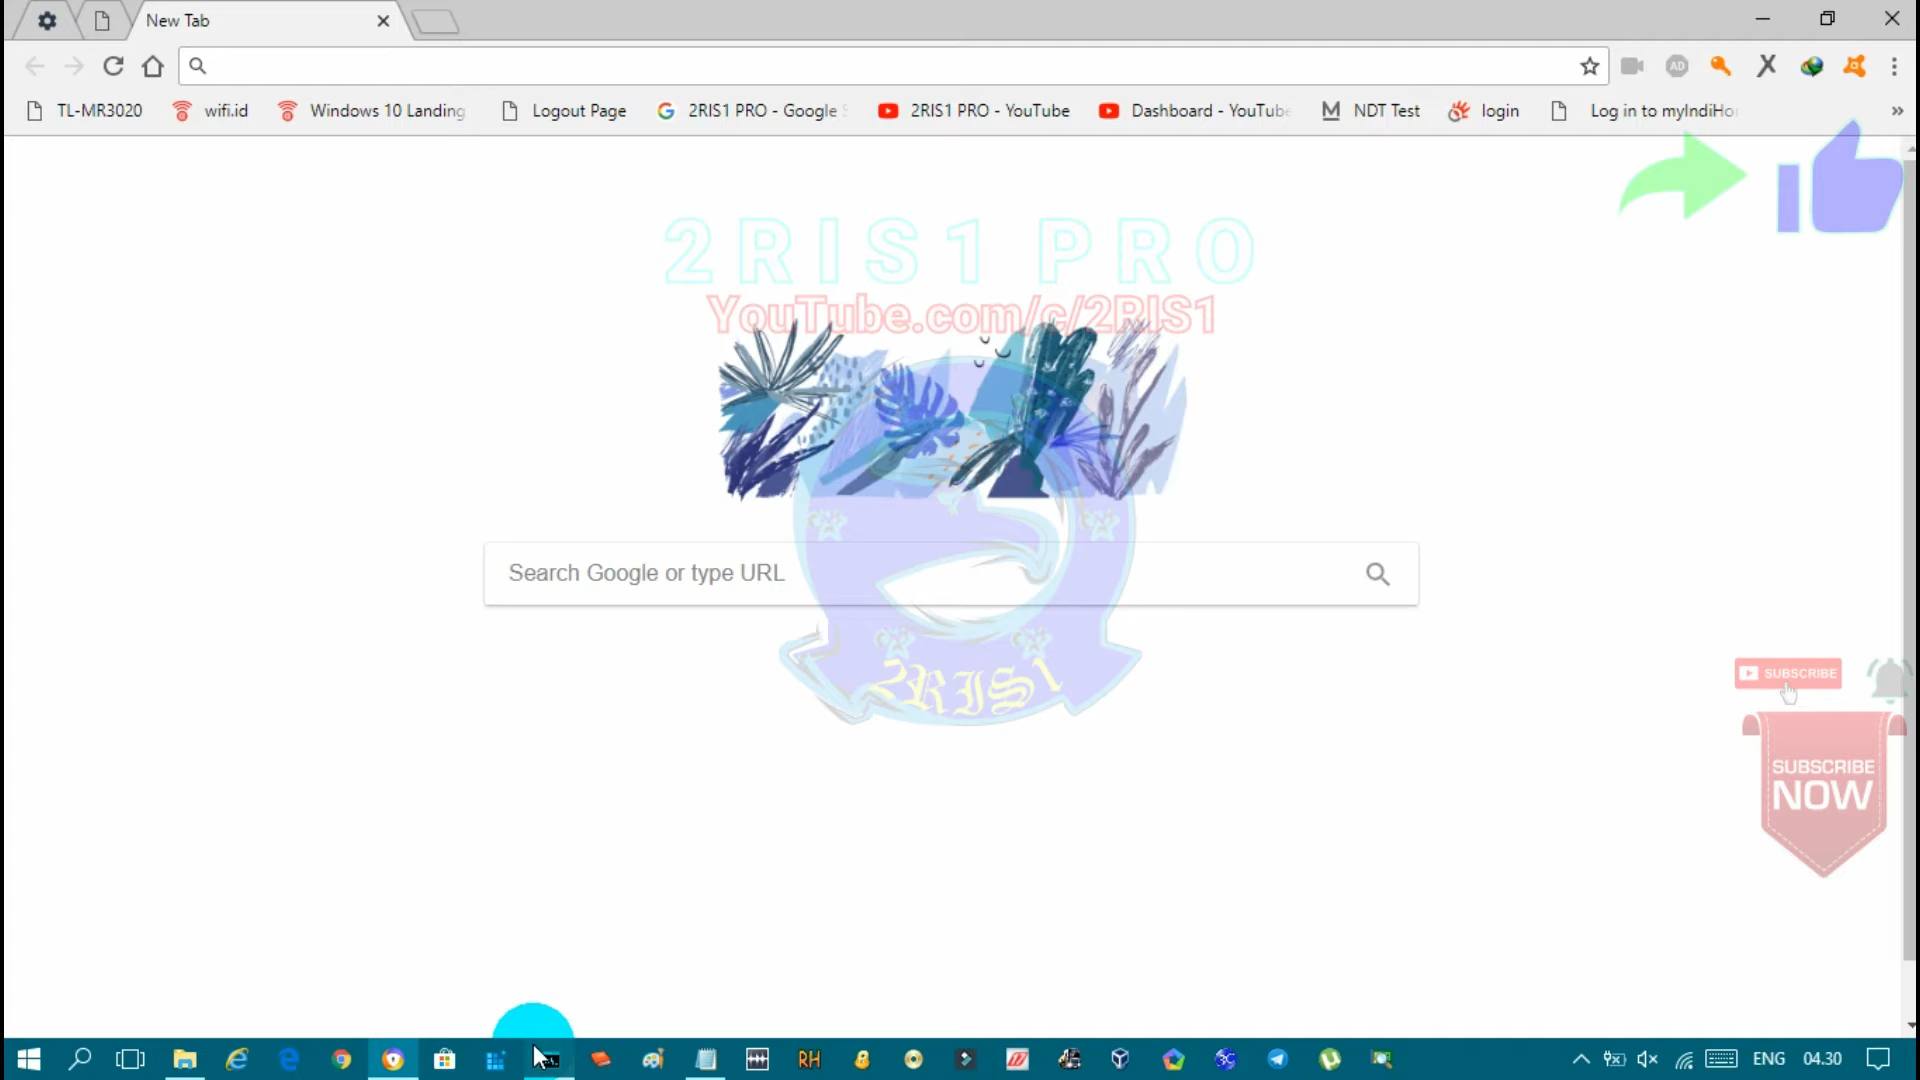 New Tab
TL-MR3020
wifi.id
Windows 10 Landing
Logout Page
2RIS1 PRO - Google S
2RIS1 PRO - YouTube
Dashboard - YouTube
NDT Test
login
Log in to myIndiHo
2RIS1 PRO
YouTube.com/c/2RIS1
Search Google or type URL
2RIS1
SUBSCRIBE
SUBSCRIBE
NOW
RH
ENG
04.30